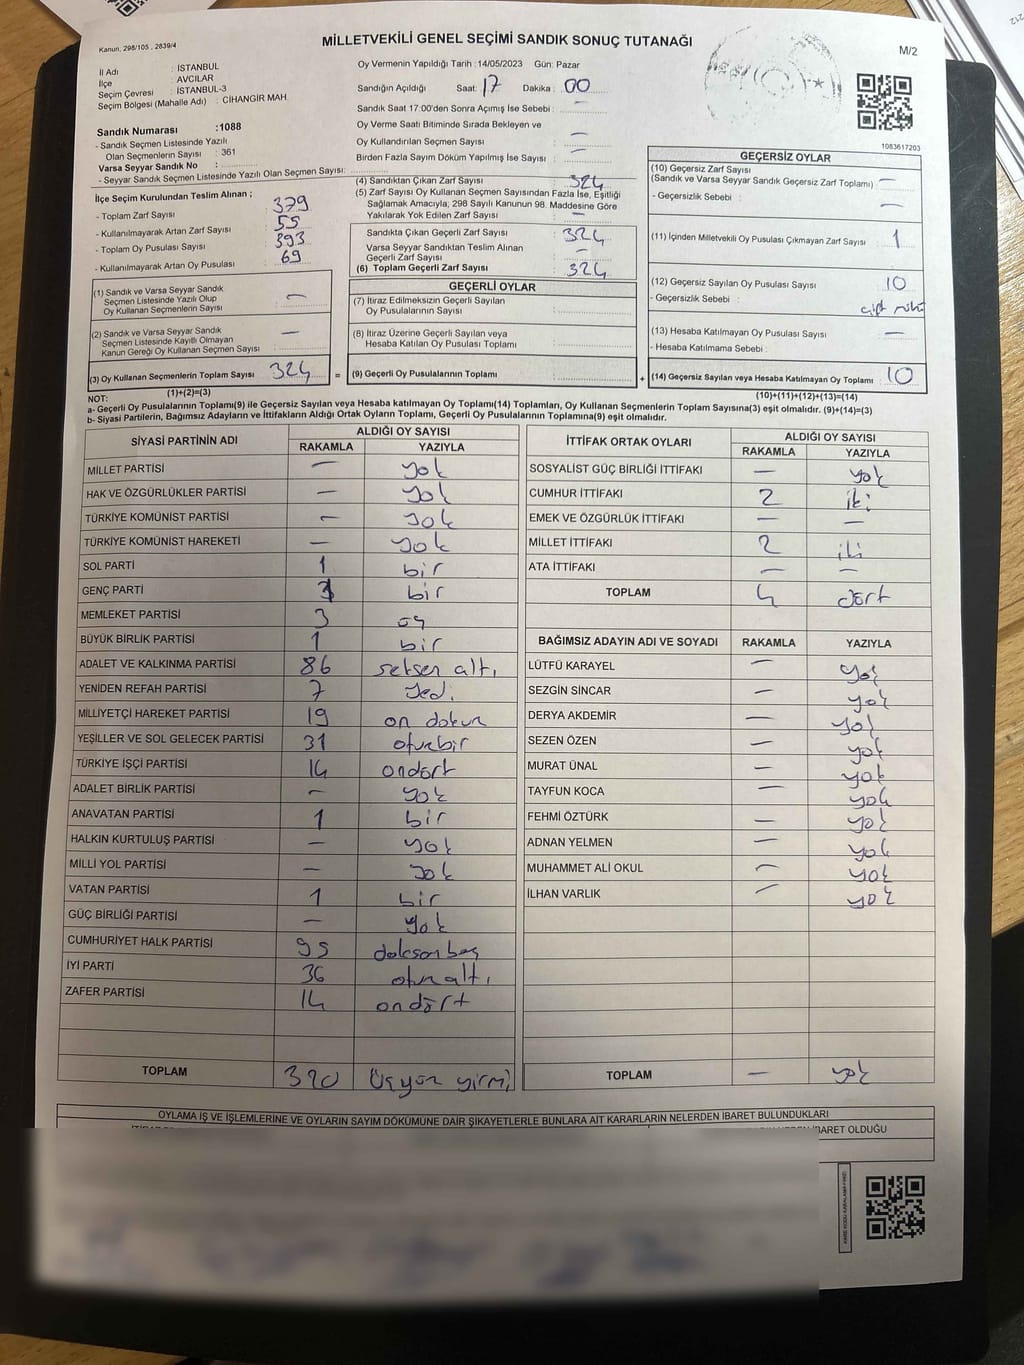 Kanun, 298/105 , 2839/4
MİLLETVEKİLİ GENEL SEÇİMİ SANDIK SONUÇ TUTANAĞI
M/2
İl Adı : İSTANBUL
İlçe : AVCILAR
Seçim Çevresi : İSTANBUL-3
Seçim Bölgesi (Mahalle Adı) : CİHANGİR MAH.
Sandık Numarası :1088
- Sandık Seçmen Listesinde Yazılı
Olan Seçmenlerin Sayısı : 361
Varsa Seyyar Sandık No :
- Seyyar Sandık Seçmen Listesinde Yazılı Olan Seçmen Sayısı:
Oy Vermenin Yapıldığı Tarih :14/05/2023 Gün: Pazar
Sandığın Açıldığı Saat: 17 Dakika : 00
Sandık Saat 17:00'den Sonra Açımış İse Sebebi : —
Oy Verme Saati Bitiminde Sırada Bekleyen ve
Oy Kullandırılan Seçmen Sayısı : —
Birden Fazla Sayım Döküm Yapılmış İse Sayısı : —
1083617203
İlçe Seçim Kurulundan Teslim Alınan ;
- Toplam Zarf Sayısı : 379
- Kullanılmayarak Artan Zarf Sayısı : 55
- Toplam Oy Pusulası Sayısı : 393
- Kullanılmayarak Artan Oy Pusulası : 69
(1) Sandık ve Varsa Seyyar Sandık
Seçmen Listesinde Yazılı Olup
Oy Kullanan Seçmenlerin Sayısı : —
(2) Sandık ve Varsa Seyyar Sandık
Seçmen Listesinde Kayıtlı Olmayan
Kanun Gereği Oy Kullanan Seçmen Sayısı : —
(3) Oy Kullanan Seçmenlerin Toplam Sayısı : 324
(1)+(2)=(3)
(4) Sandıktan Çıkan Zarf Sayısı : 324
(5) Zarf Sayısı Oy Kullanan Seçmen Sayısından Fazla İse, Eşitliği
Sağlamak Amacıyla, 298 Sayılı Kanunun 98. Maddesine Göre
Yakılarak Yok Edilen Zarf Sayısı : —
Sandıkta Çıkan Geçerli Zarf Sayısı : 324
Varsa Seyyar Sandıktan Teslim Alınan
Geçerli Zarf Sayısı : —
(6) Toplam Geçerli Zarf Sayısı : 324
GEÇERLİ OYLAR
(7) İtiraz Edilmeksizin Geçerli Sayılan
Oy Pusulalarının Sayısı :
(8) İtiraz Üzerine Geçerli Sayılan veya
Hesaba Katılan Oy Pusulaları Toplamı :
= (9) Geçerli Oy Pusulalarının Toplamı :
GEÇERSİZ OYLAR
(10) Geçersiz Zarf Sayısı
(Sandık ve Varsa Seyyar Sandık Geçersiz Zarf Toplamı) : —
- Geçersizlik Sebebi : —
(11) İçinden Milletvekili Oy Pusulası Çıkmayan Zarf Sayısı : 1
(12) Geçersiz Sayılan Oy Pusulası Sayısı : 10
- Geçersizlik Sebebi : çift
(13) Hesaba Katılmayan Oy Pusulası Sayısı : —
- Hesaba Katılmama Sebebi :
+ (14) Geçersiz Sayılan veya Hesaba Katılmayan Oy Toplamı : 10
(10)+(11)+(12)+(13)=(14)
NOT:
a- Geçerli Oy Pusulalarının Toplamı(9) ile Geçersiz Sayılan veya Hesaba katılmayan Oy Pusulası Toplamı(14) Toplamları, Oy Kullanan Seçmenlerin Toplam Sayısına(3) eşit olmalıdır. (9)+(14)=(3)
b- Siyasi Partilerin, Bağımsız Adayların ve İttifakların Aldığı Ortak Oyların Toplamı, Geçerli Oy Pusulalarının Toplamına(9) eşit olmalıdır.
SİYASİ PARTİNİN ADI ALDIĞI OY SAYISI
RAKAMLA YAZIYLA
MİLLET PARTİSİ — yok
HAK VE ÖZGÜRLÜKLER PARTİSİ — yok
TÜRKİYE KOMÜNİST PARTİSİ — yok
TÜRKİYE KOMÜNİST HAREKETİ — yok
SOL PARTİ 1 bir
GENÇ PARTİ 1 bir
MEMLEKET PARTİSİ 3 üç
BÜYÜK BİRLİK PARTİSİ 1 bir
ADALET VE KALKINMA PARTİSİ 86 seksen altı
YENİDEN REFAH PARTİSİ 7 yedi
MİLLİYETÇİ HAREKET PARTİSİ 19 on dokuz
YEŞİLLER VE SOL GELECEK PARTİSİ 31 otuzbir
TÜRKİYE İŞÇİ PARTİSİ 14 ondört
ADALET BİRLİK PARTİSİ — yok
ANAVATAN PARTİSİ 1 bir
HALKIN KURTULUŞ PARTİSİ — yok
MİLLİ YOL PARTİSİ — yok
VATAN PARTİSİ 1 bir
GÜÇ BİRLİĞİ PARTİSİ — yok
CUMHURİYET HALK PARTİSİ 95 doksanbeş
İYİ PARTİ 36 otuzaltı
ZAFER PARTİSİ 14 ondört
TOPLAM 320 Üçyüz yirmi
İTTİFAK ORTAK OYLARI ALDIĞI OY SAYISI
RAKAMLA YAZIYLA
SOSYALİST GÜÇ BİRLİĞİ İTTİFAKI — yok
CUMHUR İTTİFAKI 2 iki
EMEK VE ÖZGÜRLÜK İTTİFAKI — —
MİLLET İTTİFAKI 2 iki
ATA İTTİFAKI — —
TOPLAM 4 dört
BAĞIMSIZ ADAYIN ADI VE SOYADI RAKAMLA YAZIYLA
LÜTFÜ KARAYEL — yok
SEZGİN SİNCAR — yok
DERYA AKDEMİR — yok
SEZEN ÖZEN — yok
MURAT ÜNAL — yok
TAYFUN KOCA — yok
FEHMİ ÖZTÜRK — yok
ADNAN YELMEN — yok
MUHAMMET ALİ OKUL — yok
İLHAN VARLIK — yok
TOPLAM — yok
OYLAMA İŞ VE İŞLEMLERİNE VE OYLARIN SAYIM DÖKÜMÜNE DAİR ŞİKAYETLERLE BUNLARA AİT KARARLARIN NELERDEN İBARET BULUNDUKLARI
İBARET OLDUĞU